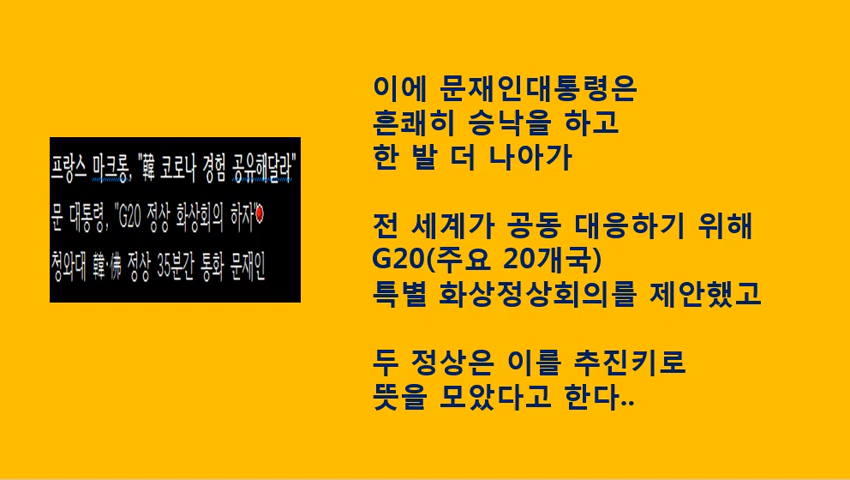 프랑스 마크롱, "韓 코로나 경험 공유해달라"
문 대통령, "G20 정상 화상회의 하자"
청와대 韓·佛 정상 35분간 통화 문재인
이에 문재인대통령은
흔쾌히 승낙을 하고
한 발 더 나아가
전 세계가 공동 대응하기 위해
G20(주요 20개국)
특별 화상정상회의를 제안했고
두 정상은 이를 추진키로
뜻을 모았다고 한다..